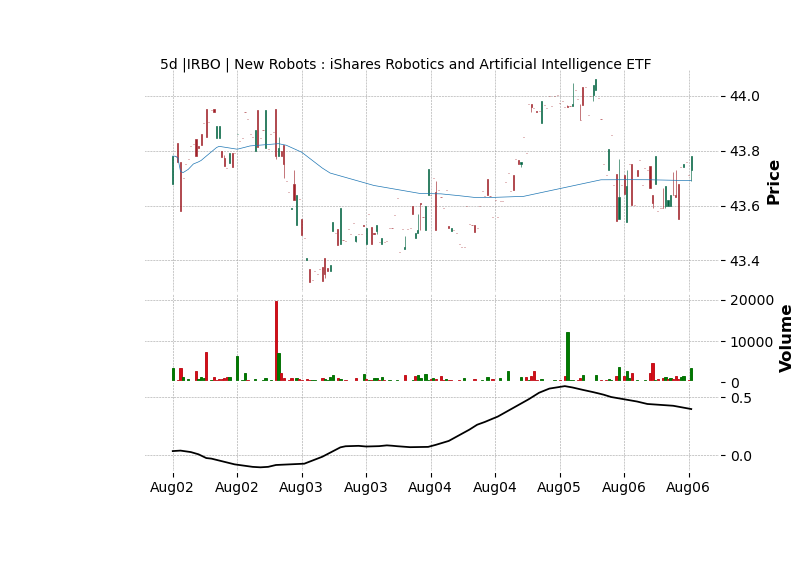 5d |IRBO | New Robots : iShares Robotics and Artificial Intelligence ETF
44.0
43.8
43.6
43.4
Price
20000
10000
0
Volume
0.5
0.0
Aug02 Aug02 Aug03 Aug03 Aug04 Aug04 Aug05 Aug06 Aug06